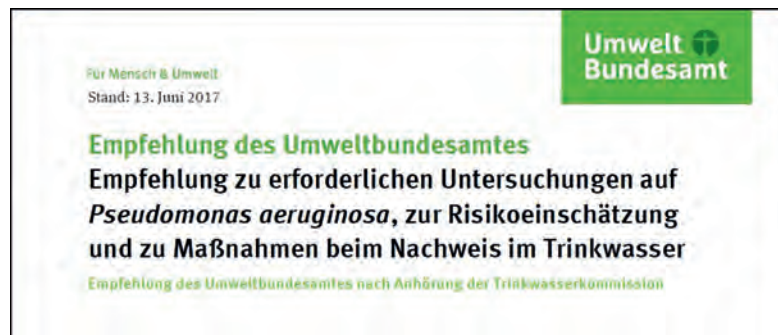 Umwelt
Bundesamt
Für Mensch & Umwelt
Stand: 13. Juni 2017
Empfehlung des Umweltbundesamtes
Empfehlung zu erforderlichen Untersuchungen auf
Pseudomonas aeruginosa, zur Risikoeinschätzung
und zu Maßnahmen beim Nachweis im Trinkwasser
Empfehlung des Umweltbundesamtes nach Anhörung der Trinkwasserkommission